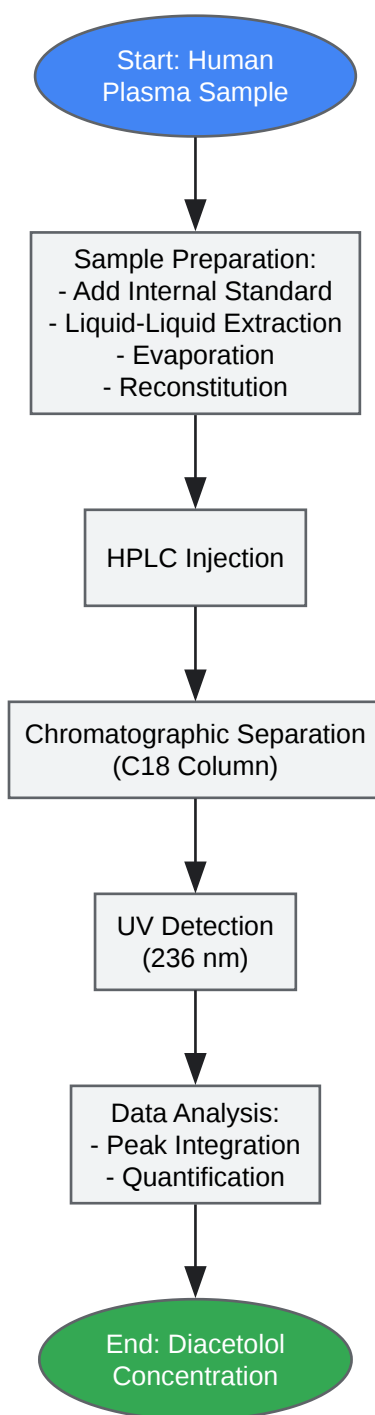 Start: Human
Plasma Sample
Sample Preparation:
- Add Internal Standard
- Liquid-Liquid Extraction
- Evaporation
- Reconstitution
HPLC Injection
Chromatographic Separation
(C18 Column)
UV Detection
(236 nm)
Data Analysis:
- Peak Integration
- Quantification
End: Diacetolol
Concentration